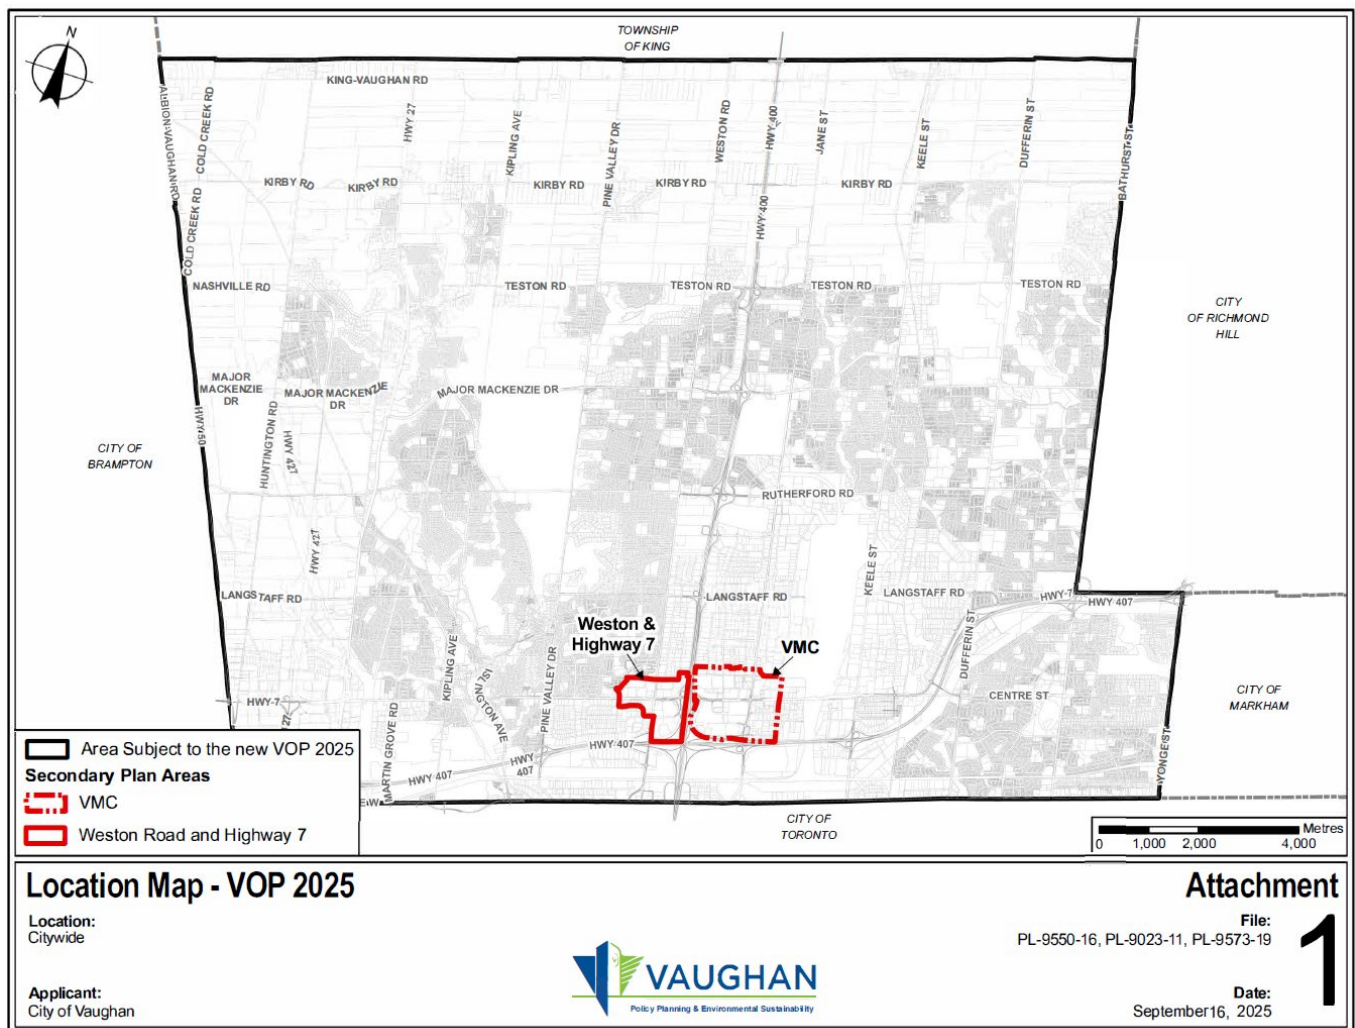 N
TOWNSHIP
OF KING
KING-VAUGHAN RD
ALBION-VAUGHAN RD
COLD CREEK RD
HWY 27
KIPLING AVE
PINE VALLEY DR
WESTON RD
HWY 400
JANE ST
KEELE ST
DUFFERIN ST
BATHURST ST
KIRBY RD
KIRBY RD
KIRBY RD
KIRBY RD
KIRBY RD
COLD CREEK RD
HWY 400
NASHVILLE RD
TESTON RD
TESTON RD
TESTON RD
TESTON RD
CITY
OF RICHMOND
HILL
MAJOR
MACKENZIE
DR
MAJOR MACKENZIE
DR
MAJOR MACKENZIE DR
HWY 50
HUNTINGTON RD
HWY 427
CITY OF
BRAMPTON
RUTHERFORD RD
HWY 427
KEELE ST
LANGSTAFF RD
LANGSTAFF RD
LANGSTAFF RD
HWY-7
HWY 407
Weston &
Highway 7
VMC
KIPLING AVE
ISLINGTON AVE
PINE VALLEY DR
DUFFERIN ST
CENTRE ST
CITY OF
MARKHAM
HWY-7
27
MARTIN GROVE RD
HWY 407
HWY
407
HWY 407
YONGE ST
EW
CITY OF
TORONTO
Area Subject to the new VOP 2025
Secondary Plan Areas
VMC
Weston Road and Highway 7
Metres
0 1,000 2,000 4,000
Location Map - VOP 2025
Location:
Citywide
Applicant:
City of Vaughan
VAUGHAN
Policy Planning & Environmental Sustainability
Attachment
File:
PL-9550-16, PL-9023-11, PL-9573-19
1
Date:
September16, 2025